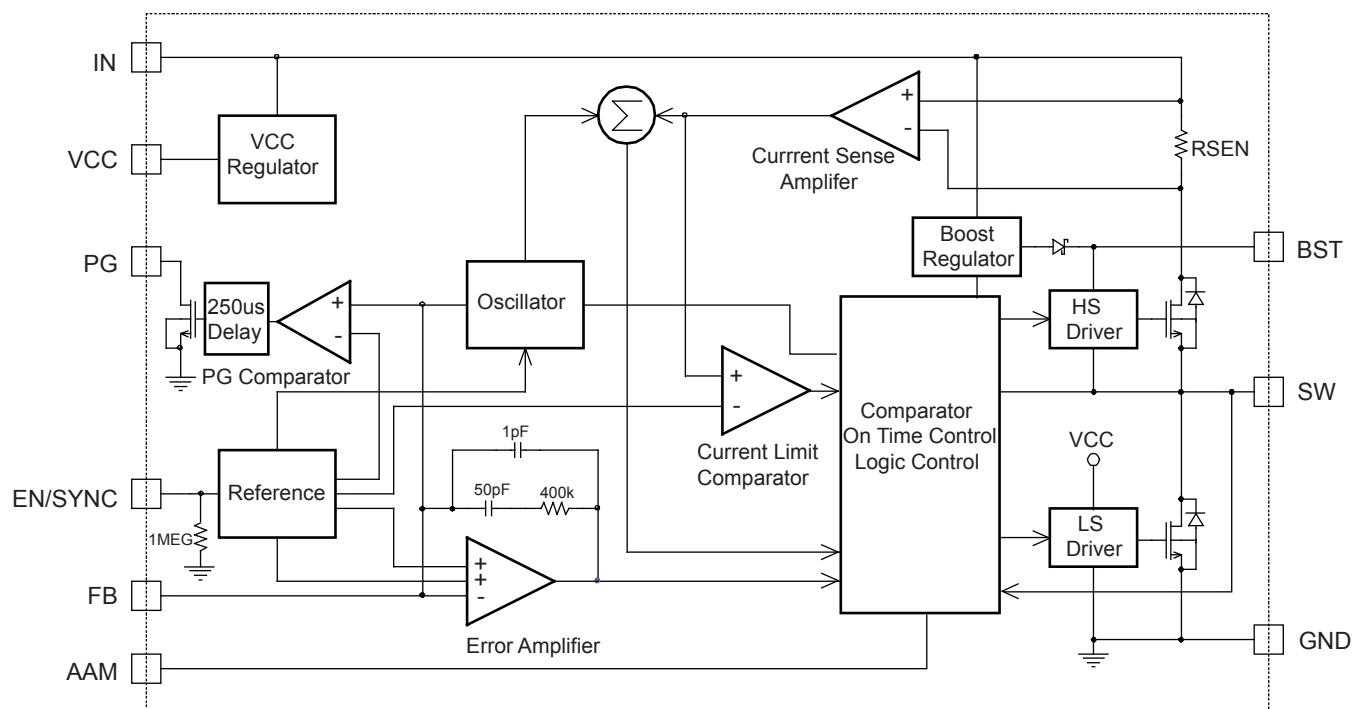 IN
VCC
VCC
Regulator
Σ
+
-
Currrent Sense
Amplifer
RSEN
Boost
Regulator
BST
PG
250us
Delay
+
-
PG Comparator
Oscillator
HS
Driver
+
-
Current Limit
Comparator
Comparator
On Time Control
Logic Control
SW
VCC
1pF
50pF
400k
EN/SYNC
Reference
1MEG
LS
Driver
+
+
-
FB
Error Amplifier
GND
AAM